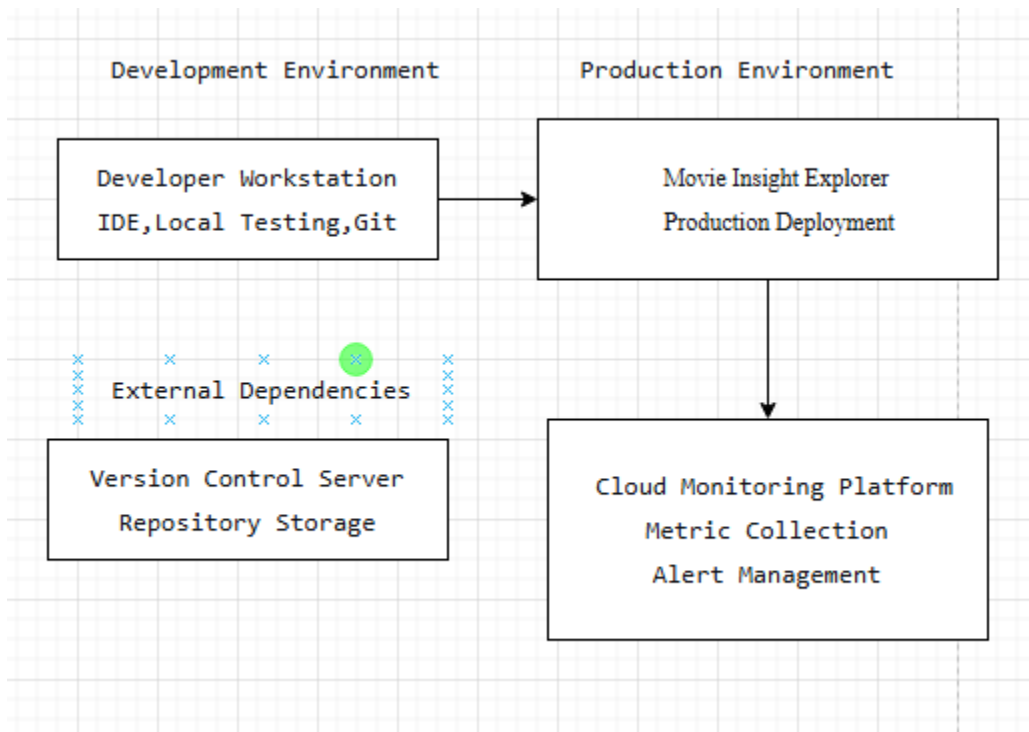 Development Environment
Production Environment
Developer Workstation
IDE,Local Testing,Git
Movie Insight Explorer
Production Deployment
External Dependencies
Version Control Server
Repository Storage
Cloud Monitoring Platform
Metric Collection
Alert Management